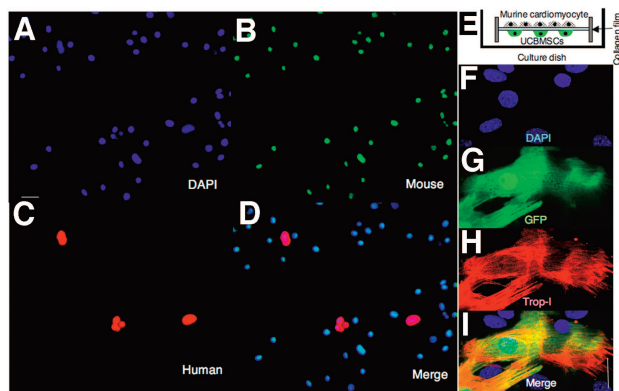 A
DAPI
B
Mouse
C
Human
D
Merge
E
Murine cardiomyocyte
UCBMSCs
Culture dish
Collagen film
F
DAPI
G
GFP
H
Trop-I
I
Merge